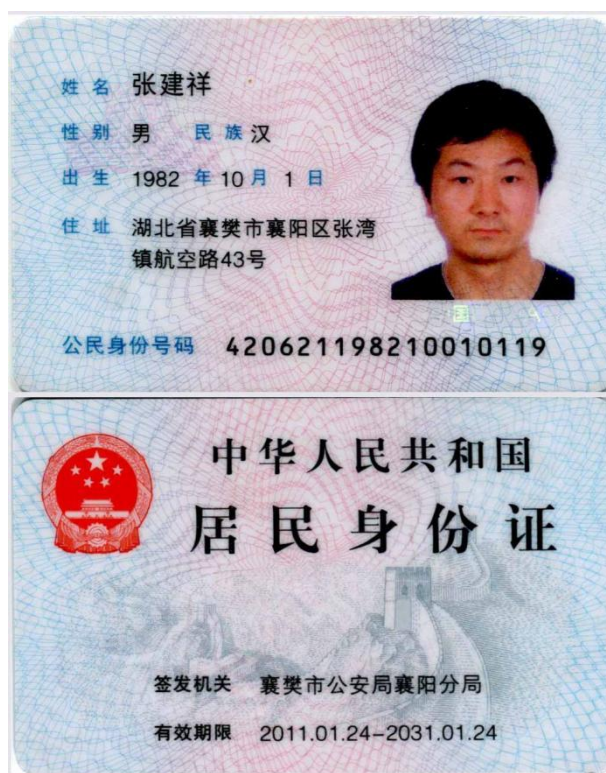 姓名 张建祥
性别 男 民族 汉
出生 1982 年 10 月 1 日
住址 湖北省襄樊市襄阳区张湾
镇航空路43号
公民身份号码 420621198210010119
中华人民共和国
居民身份证
签发机关 襄樊市公安局襄阳分局
有效期限 2011.01.24-2031.01.24